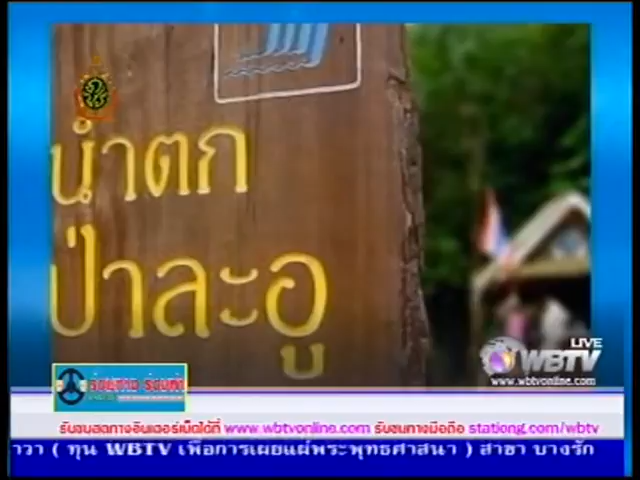 น้ำตก
ป่าละอู
LIVE
WBTV
www.wbtvonline.com
รับชมสดทางอินเตอร์เน็ตได้ที่ www.wbtvonline.com รับชมทางมือถือ stationg.com/wbtv
าวา ( ทุน WBTV เพื่อการเผยแผ่พระพุทธศาสนา ) สาขา บางรัก